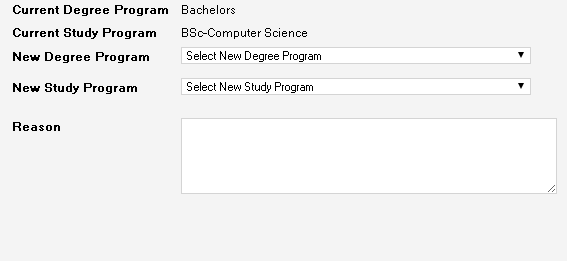 Current Degree Program Bachelors
Current Study Program BSc-Computer Science
New Degree Program Select New Degree Program
New Study Program Select New Study Program
Reason